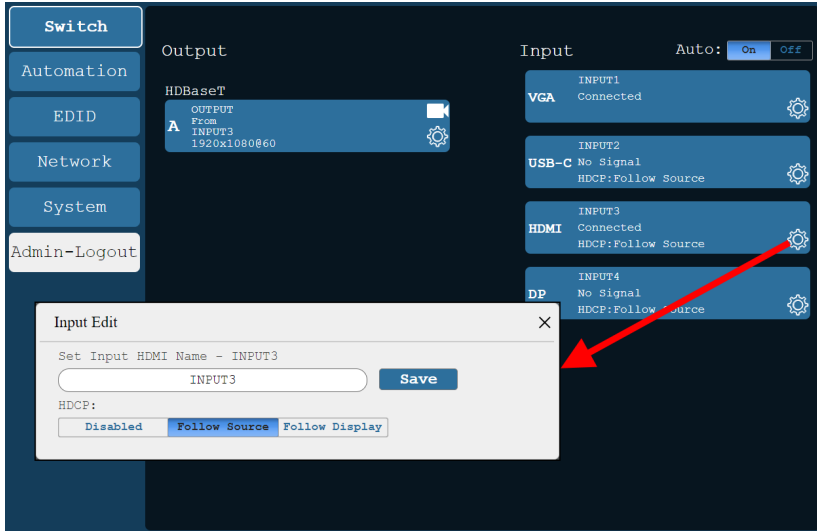 Switch
Automation
EDID
Network
System
Admin-Logout
Output
HDBaseT
A
OUTPUT
From
INPUT3
1920x1080@60
Input
Auto: On Off
INPUT1
VGA Connected
INPUT2
USB-C No Signal
HDCP:Follow Source
INPUT3
HDMI Connected
HDCP:Follow Source
INPUT4
DP No Signal
HDCP:Follow Source
Input Edit
Set Input HDMI Name - INPUT3
INPUT3 Save
HDCP:
Disabled Follow Source Follow Display